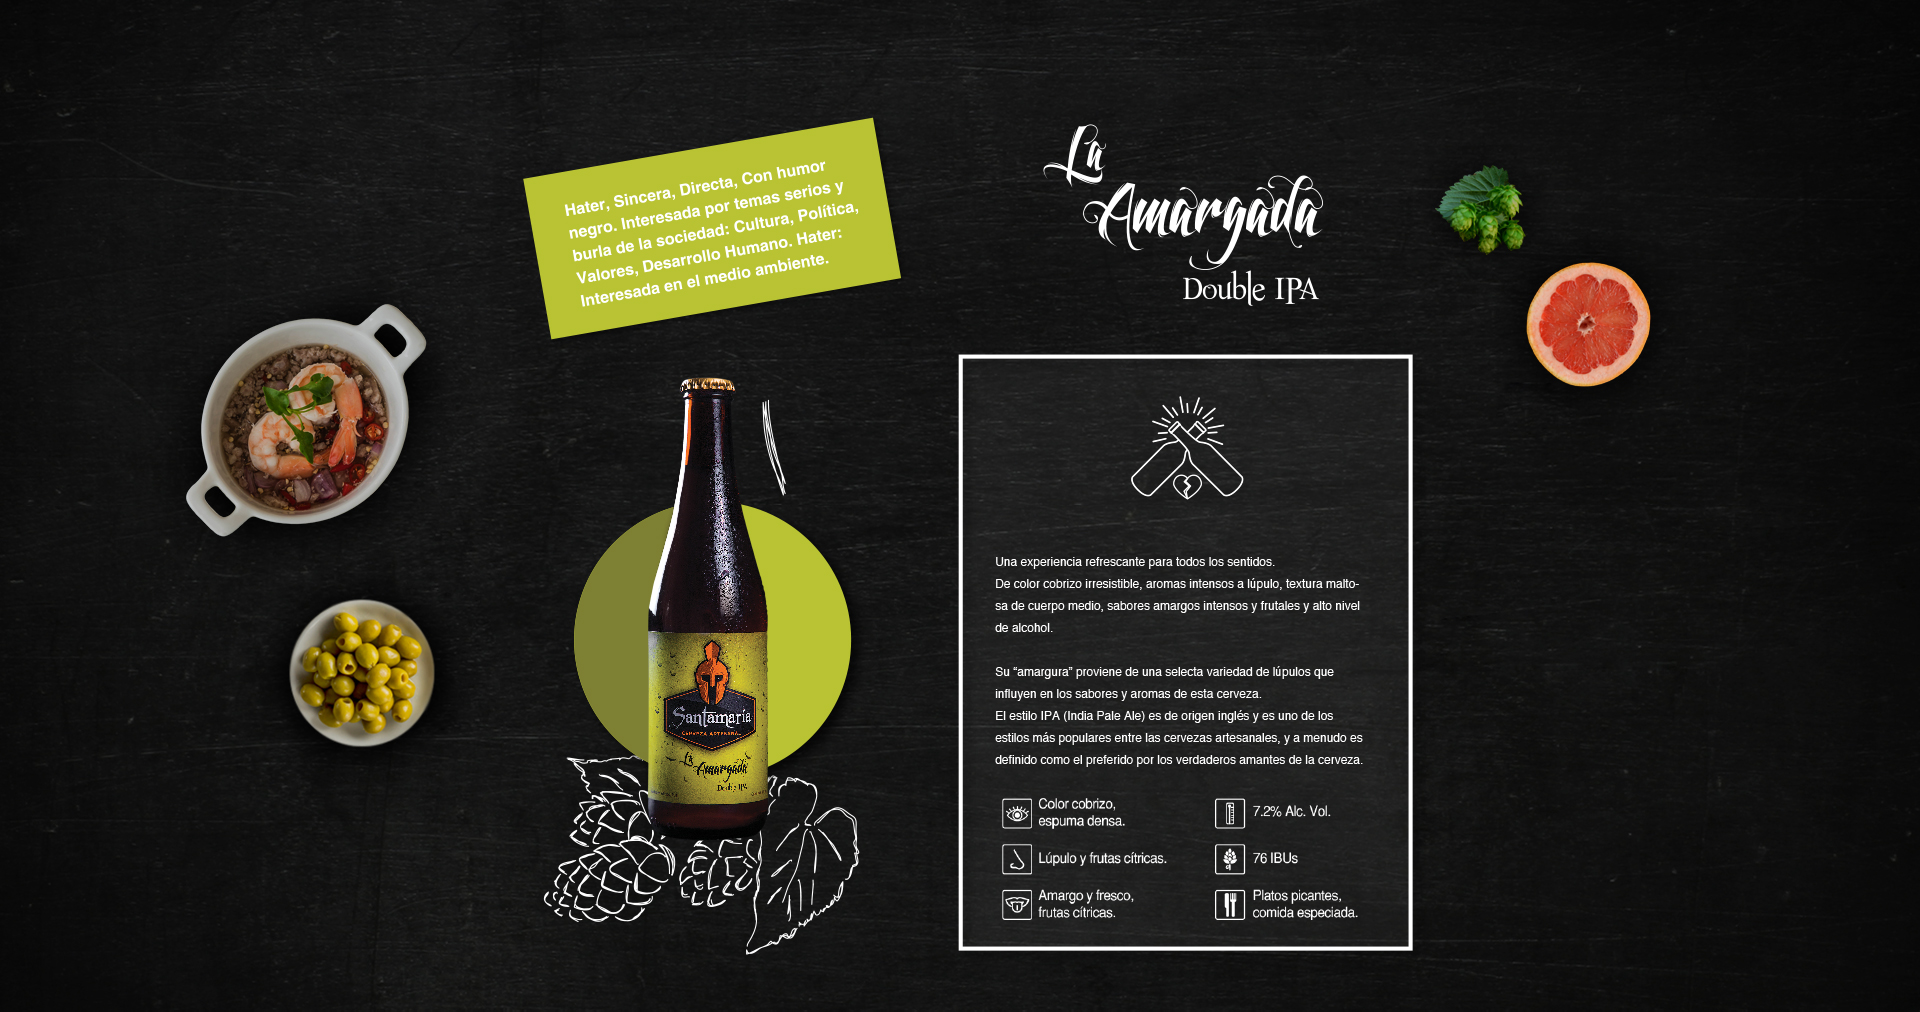 Hater, Sincera, Directa, Con humor
negro. Interesada por temas serios y
burla de la sociedad: Cultura, Política,
Valores, Desarrollo Humano. Hater:
Interesada en el medio ambiente.
La
Amargada
Double IPA
Santamaría
CERVEZA ARTESANAL
La
Amargada
Double IPA
Una experiencia refrescante para todos los sentidos.
De color cobrizo irresistible, aromas intensos a lúpulo, textura malto-
sa de cuerpo medio, sabores amargos intensos y frutales y alto nivel
de alcohol.
Su “amargura” proviene de una selecta variedad de lúpulos que
influyen en los sabores y aromas de esta cerveza.
El estilo IPA (India Pale Ale) es de origen inglés y es uno de los
estilos más populares entre las cervezas artesanales, y a menudo es
definido como el preferido por los verdaderos amantes de la cerveza.
Color cobrizo,
espuma densa.
7.2% Alc. Vol.
Lúpulo y frutas cítricas.
76 IBUs
Amargo y fresco,
frutas cítricas.
Platos picantes,
comida especiada.